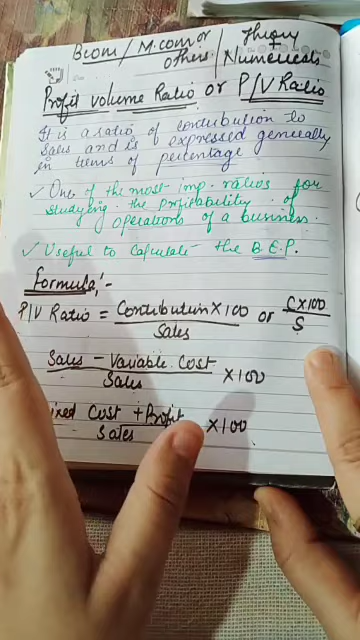 Bcom / M.com or others
Theory + Numericals
Profit volume Ratio or P/V Ratio
It is a ratio of contribution to
Sales and is expressed generally
in terms of percentage
✓ One of the most imp. ratios for
studying the profitability of
operations of a business.
✓ Useful to calculate the B.E.P.
Formula:-
P/V Ratio = Contribution X 100 / Sales or C X 100 / S
Sales - Variable Cost / Sales X 100
ixed Cost + Profit / Sales X 100